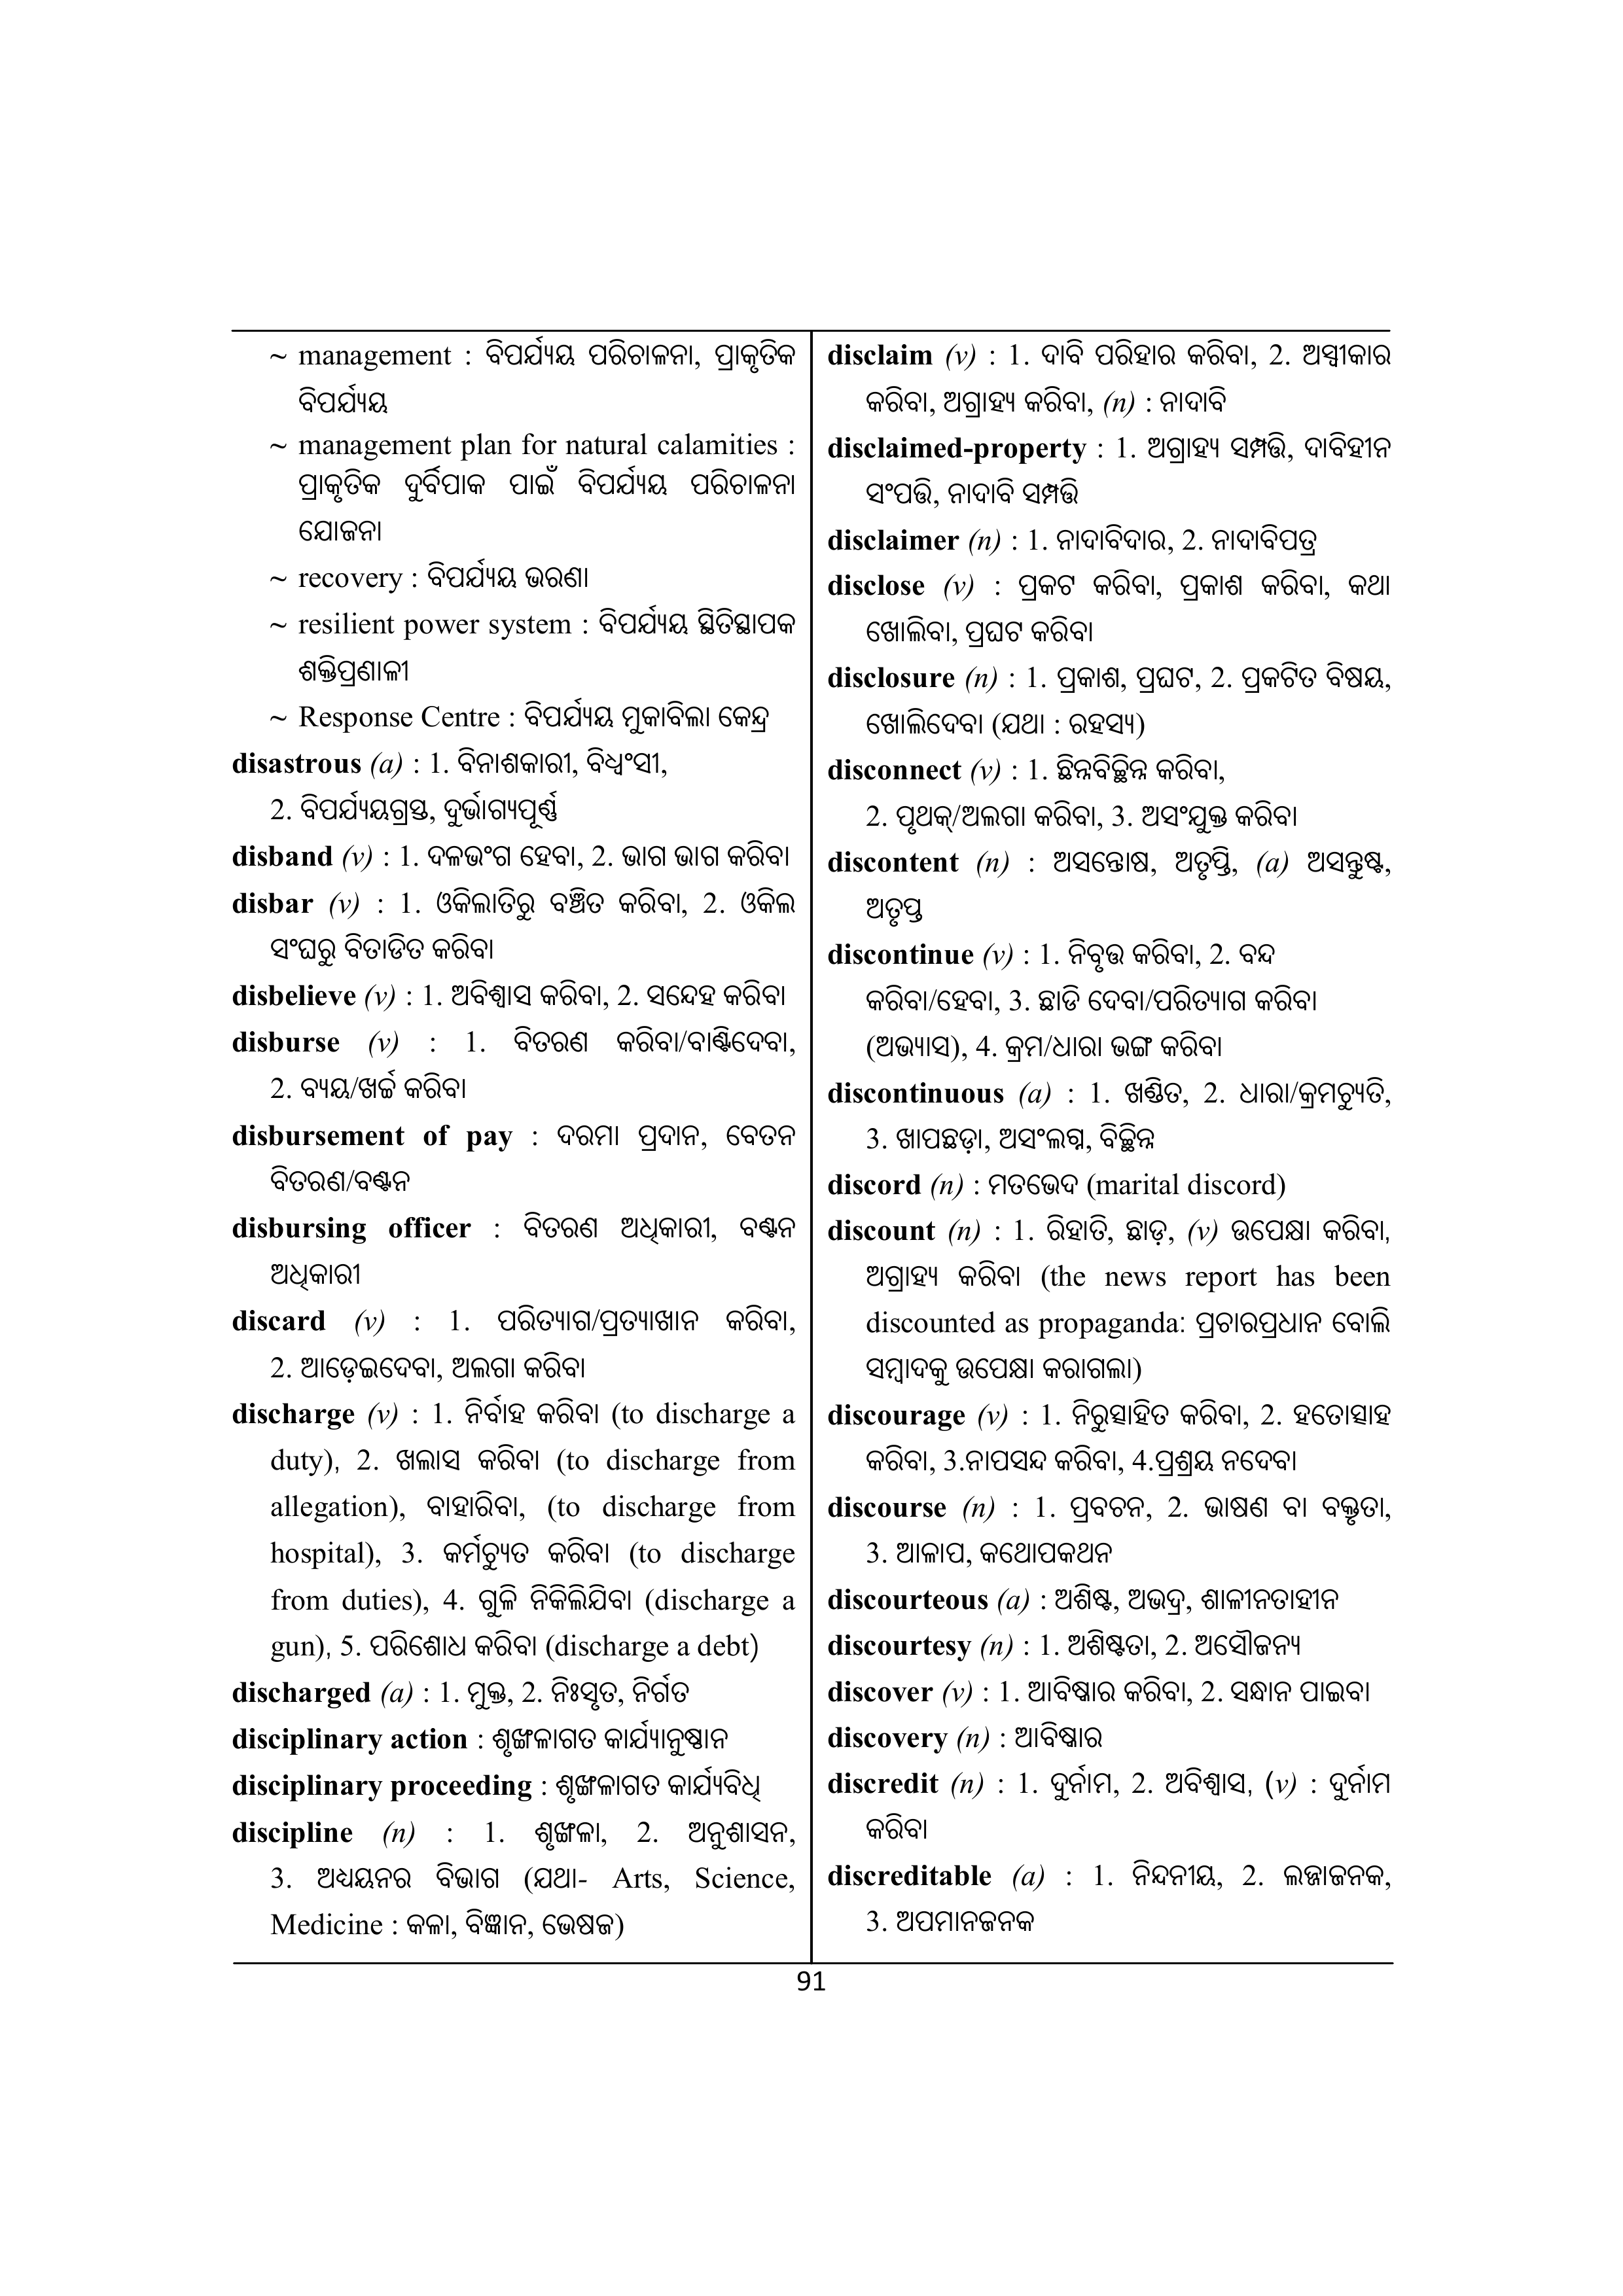 ~ management : ବିପର୍ଯ୍ୟୟ ପରିଚାଳନା, ପ୍ରାକୃତିକ
ବିପର୍ଯ୍ୟୟ
~ management plan for natural calamities :
ପ୍ରାକୃତିକ ଦୁର୍ବିପାକ ପାଇଁ ବିପର୍ଯ୍ୟୟ ପରିଚାଳନା
ଯୋଜନା
~ recovery : ବିପର୍ଯ୍ୟୟ ଭରଣା
~ resilient power system : ବିପର୍ଯ୍ୟୟ ସ୍ଥିତିସ୍ଥାପକ
ଶକ୍ତିପ୍ରଣାଳୀ
~ Response Centre : ବିପର୍ଯ୍ୟୟ ମୁକାବିଲା କେନ୍ଦ୍ର
disastrous (a) : 1. ବିନାଶକାରୀ, ବିଧ୍ୱଂସୀ,
2. ବିପର୍ଯ୍ୟୟଗ୍ରସ୍ତ, ଦୁର୍ଭାଗ୍ୟପୂର୍ଣ୍ଣ
disband (v) : 1. ଦଳଭଂଗ ହେବା, 2. ଭାଗ ଭାଗ କରିବା
disbar (v) : 1. ଓକିଲାତିରୁ ବଞ୍ଚିତ କରିବା, 2. ଓକିଲ
ସଂଘରୁ ବିତାଡିତ କରିବା
disbelieve (v) : 1. ଅବିଶ୍ୱାସ କରିବା, 2. ସନ୍ଦେହ କରିବା
disburse (v) : 1. ବିତରଣ କରିବା/ବାଣ୍ଟିଦେବା,
2. ବ୍ୟୟ/ଖର୍ଚ୍ଚ କରିବା
disbursement of pay : ଦରମା ପ୍ରଦାନ, ବେତନ
ବିତରଣ/ବଣ୍ଟନ
disbursing officer : ବିତରଣ ଅଧିକାରୀ, ବଣ୍ଟନ
ଅଧିକାରୀ
discard (v) : 1. ପରିତ୍ୟାଗ/ପ୍ରତ୍ୟାଖାନ କରିବା,
2. ଆଡ଼େଇଦେବା, ଅଲଗା କରିବା
discharge (v) : 1. ନିର୍ବାହ କରିବା (to discharge a
duty), 2. ଖଲାସ କରିବା (to discharge from
allegation), ବାହାରିବା, (to discharge from
hospital), 3. କର୍ମଚ୍ୟୁତ କରିବା (to discharge
from duties), 4. ଗୁଳି ନିକିଲିଯିବା (discharge a
gun), 5. ପରିଶୋଧ କରିବା (discharge a debt)
discharged (a) : 1. ମୁକ୍ତ, 2. ନିଃସୃତ, ନିର୍ଗତ
disciplinary action : ଶୃଙ୍ଖଳାଗତ କାର୍ଯ୍ୟାନୁଷ୍ଠାନ
disciplinary proceeding : ଶୃଙ୍ଖଳାଗତ କାର୍ଯ୍ୟବିଧି
discipline (n) : 1. ଶୃଙ୍ଖଳା, 2. ଅନୁଶାସନ,
3. ଅଧ୍ୟୟନର ବିଭାଗ (ଯଥା- Arts, Science,
Medicine : କଳା, ବିଜ୍ଞାନ, ଭେଷଜ)
disclaim (v) : 1. ଦାବି ପରିହାର କରିବା, 2. ଅସ୍ୱୀକାର
କରିବା, ଅଗ୍ରାହ୍ୟ କରିବା, (n) : ନାଦାବି
disclaimed-property : 1. ଅଗ୍ରାହ୍ୟ ସମ୍ପତ୍ତି, ଦାବିହୀନ
ସଂପତ୍ତି, ନାଦାବି ସମ୍ପତ୍ତି
disclaimer (n) : 1. ନାଦାବିଦାର, 2. ନାଦାବିପତ୍ର
disclose (v) : ପ୍ରକଟ କରିବା, ପ୍ରକାଶ କରିବା, କଥା
ଖୋଲିବା, ପ୍ରଘଟ କରିବା
disclosure (n) : 1. ପ୍ରକାଶ, ପ୍ରଘଟ, 2. ପ୍ରକଟିତ ବିଷୟ,
ଖୋଲିଦେବା (ଯଥା : ରହସ୍ୟ)
disconnect (v) : 1. ଛିନ୍ନବିଚ୍ଛିନ୍ନ କରିବା,
2. ପୃଥକ୍/ଅଲଗା କରିବା, 3. ଅସଂଯୁକ୍ତ କରିବା
discontent (n) : ଅସନ୍ତୋଷ, ଅତୃପ୍ତି, (a) ଅସନ୍ତୁଷ୍ଟ,
ଅତୃପ୍ତ
discontinue (v) : 1. ନିବୃତ୍ତ କରିବା, 2. ବନ୍ଦ
କରିବା/ହେବା, 3. ଛାଡି ଦେବା/ପରିତ୍ୟାଗ କରିବା
(ଅଭ୍ୟାସ), 4. କ୍ରମ/ଧାରା ଭଙ୍ଗ କରିବା
discontinuous (a) : 1. ଖଣ୍ଡିତ, 2. ଧାରା/କ୍ରମଚ୍ୟୁତି,
3. ଖାପଛଡ଼ା, ଅସଂଲଗ୍ନ, ବିଚ୍ଛିନ୍ନ
discord (n) : ମତଭେଦ (marital discord)
discount (n) : 1. ରିହାତି, ଛାଡ଼, (v) ଉପେକ୍ଷା କରିବା,
ଅଗ୍ରାହ୍ୟ କରିବା (the news report has been
discounted as propaganda: ପ୍ରଚାରପ୍ରଧାନ ବୋଲି
ସମ୍ବାଦକୁ ଉପେକ୍ଷା କରାଗଲା)
discourage (v) : 1. ନିରୁତ୍ସାହିତ କରିବା, 2. ହତୋତ୍ସାହ
କରିବା, 3.ନାପସନ୍ଦ କରିବା, 4.ପ୍ରଶ୍ରୟ ନଦେବା
discourse (n) : 1. ପ୍ରବଚନ, 2. ଭାଷଣ ବା ବକ୍ତୃତା,
3. ଆଳାପ, କଥୋପକଥନ
discourteous (a) : ଅଶିଷ୍ଟ, ଅଭଦ୍ର, ଶାଳୀନତାହୀନ
discourtesy (n) : 1. ଅଶିଷ୍ଟତା, 2. ଅସୌଜନ୍ୟ
discover (v) : 1. ଆବିଷ୍କାର କରିବା, 2. ସନ୍ଧାନ ପାଇବା
discovery (n) : ଆବିଷ୍କାର
discredit (n) : 1. ଦୁର୍ନାମ, 2. ଅବିଶ୍ୱାସ, (v) : ଦୁର୍ନାମ
କରିବା
discreditable (a) : 1. ନିନ୍ଦନୀୟ, 2. ଲଜ୍ଜାଜନକ,
3. ଅପମାନଜନକ
91